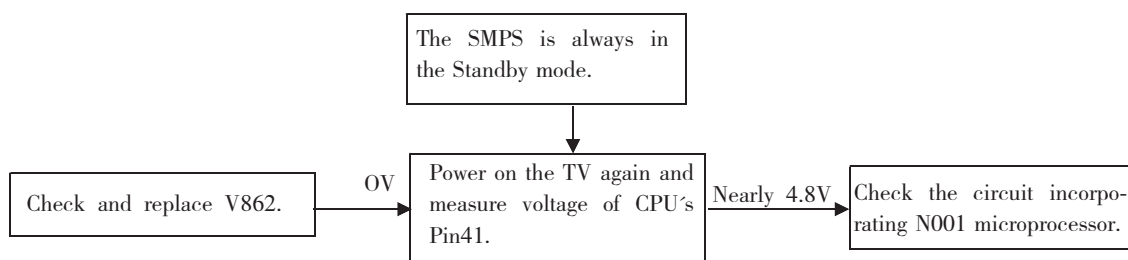 The SMPS is always in
the Standby mode.
Check and replace V862.
OV
Power on the TV again and
measure voltage of CPU´s
Pin41.
Nearly 4.8V
Check the circuit incorpo-
rating N001 microprocessor.